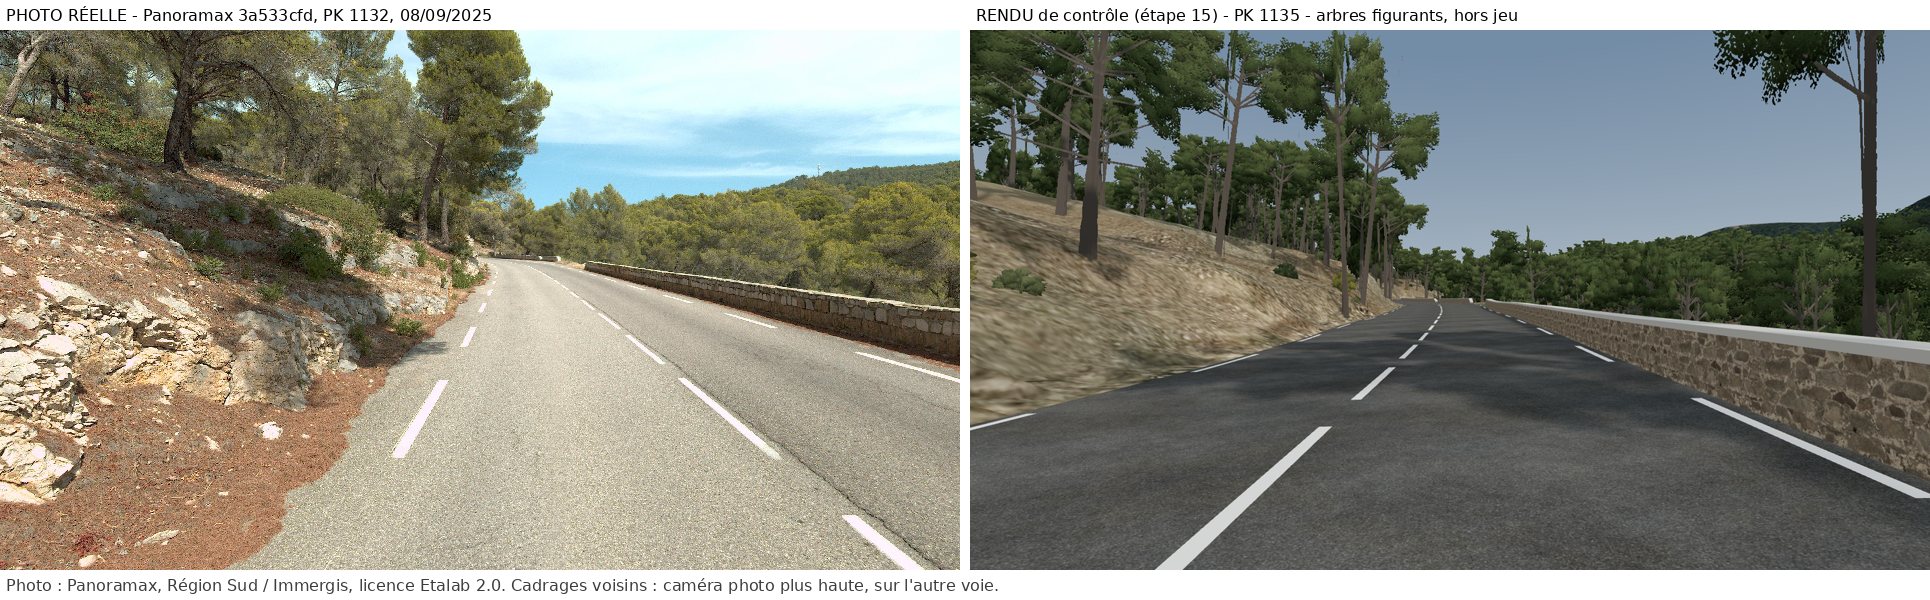 PHOTO RÉELLE - Panoramax 3a533cfd, PK 1132, 08/09/2025
RENDU de contrôle (étape 15) - PK 1135 - arbres figurants, hors jeu
Photo : Panoramax, Région Sud / Immergis, licence Etalab 2.0. Cadrages voisins : caméra photo plus haute, sur l'autre voie.